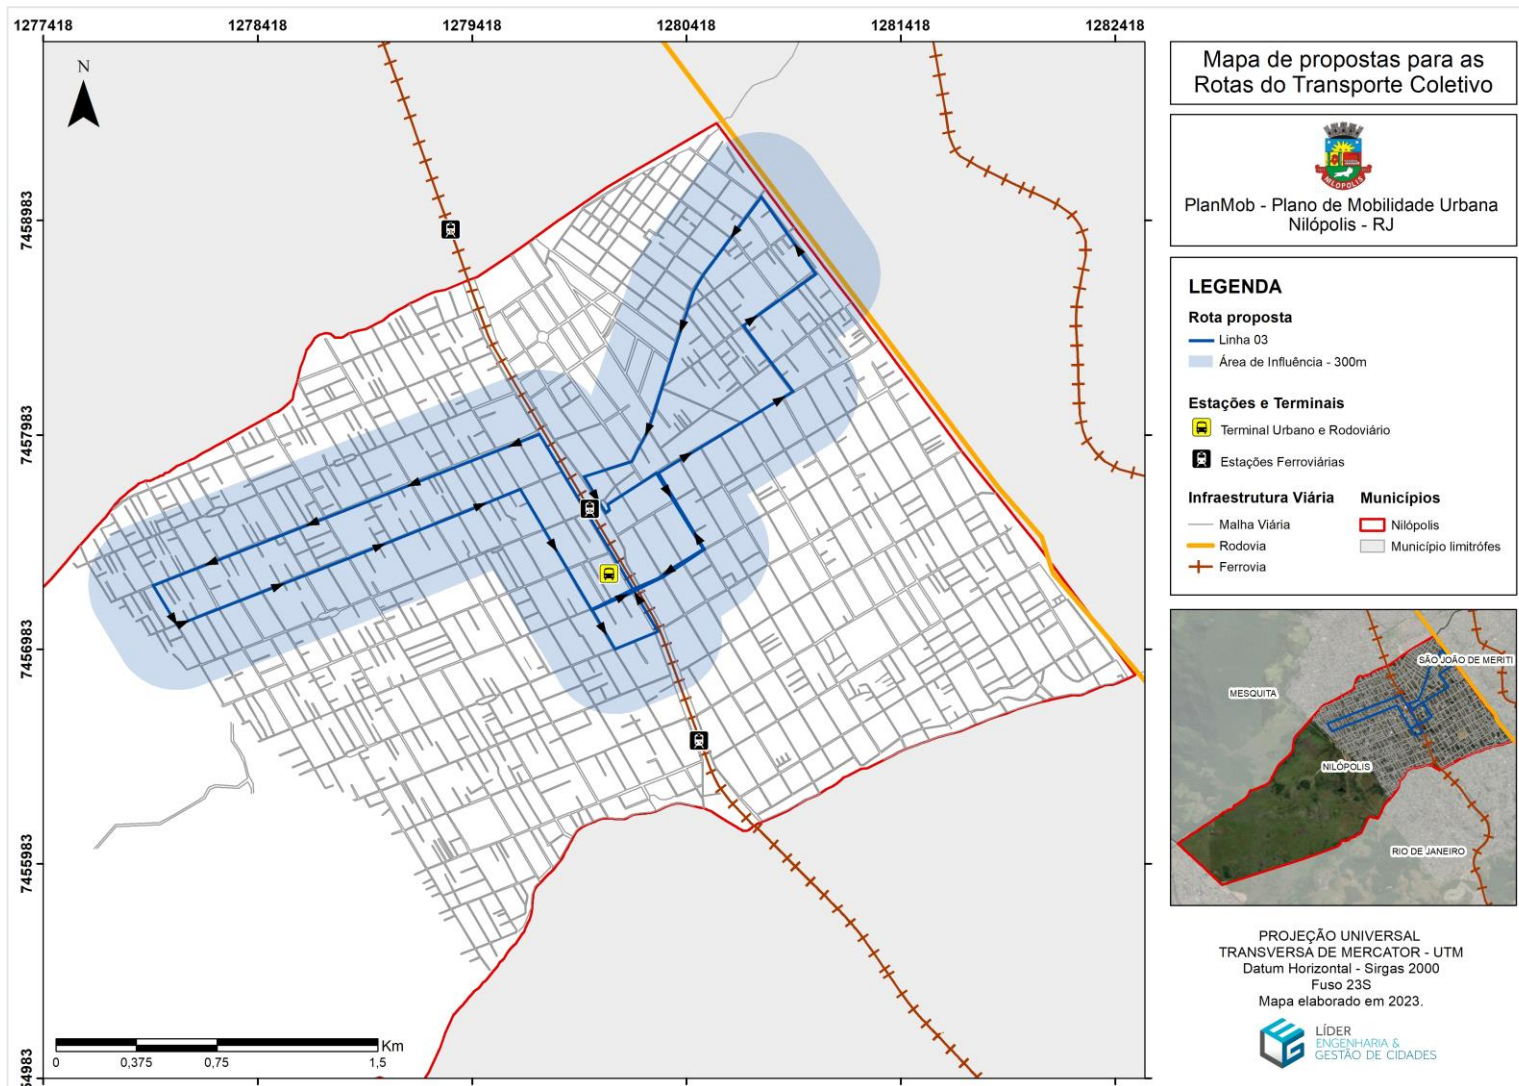 1277418
1278418
1279418
1280418
1281418
1282418
7458983
7457983
7456983
7455983
N
Km
0
0,375
0,75
1,5
Mapa de propostas para as
Rotas do Transporte Coletivo
NILÓPOLIS
PlanMob - Plano de Mobilidade Urbana
Nilópolis - RJ
LEGENDA
Rota proposta
Linha 03
Área de Influência - 300m
Estações e Terminais
Terminal Urbano e Rodoviário
Estações Ferroviárias
Infraestrutura Viária
Malha Viária
Rodovia
Ferrovia
Municípios
Nilópolis
Município limitrófes
SÃO JOÃO DE MERITI
MESQUITA
NILÓPOLIS
RIO DE JANEIRO
PROJEÇÃO UNIVERSAL
TRANSVERSA DE MERCATOR - UTM
Datum Horizontal - Sirgas 2000
Fuso 23S
Mapa elaborado em 2023.
LÍDER
ENGENHARIA &
GESTÃO DE CIDADES